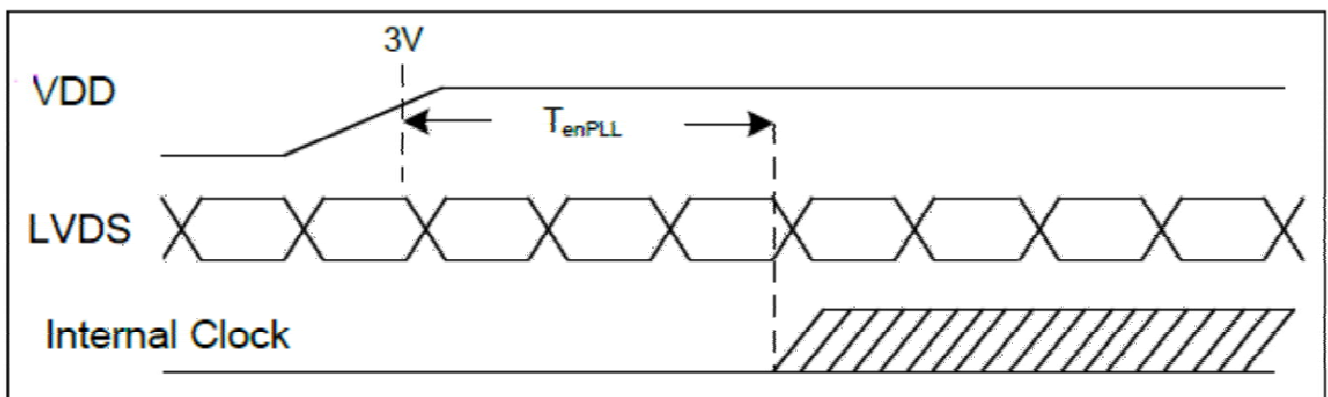 3V
VDD
TenPLL
LVDS
Internal Clock